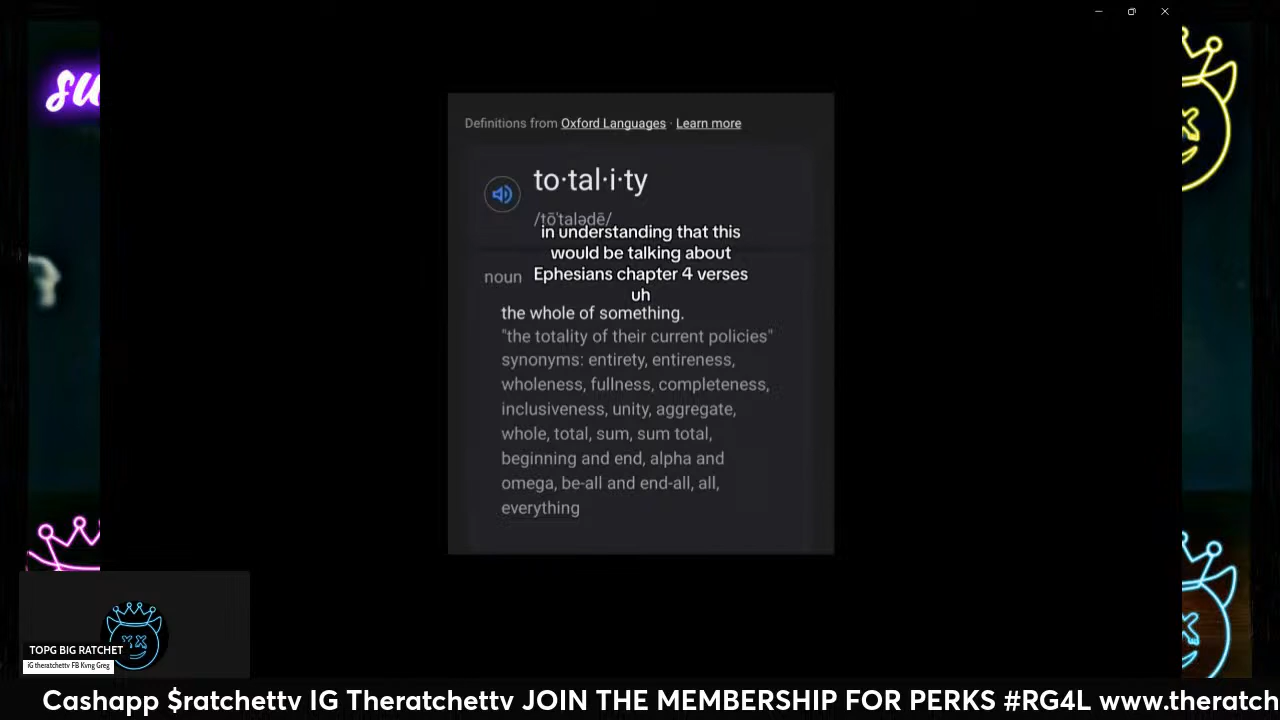 su
Definitions from Oxford Languages · Learn more
to·tal·i·ty
/tō'talədē/
in understanding that this
would be talking about
noun
Ephesians chapter 4 verses
uh
the whole of something.
"the totality of their current policies"
synonyms: entirety, entireness,
wholeness, fullness, completeness,
inclusiveness, unity, aggregate,
whole, total, sum, sum total,
beginning and end, alpha and
omega, be-all and end-all, all,
everything
TOPG BIG RATCHET
iG theratchettv FB Kvng Greg
Cashapp $ratchettv IG Theratchettv JOIN THE MEMBERSHIP FOR PERKS #RG4L www.theratch